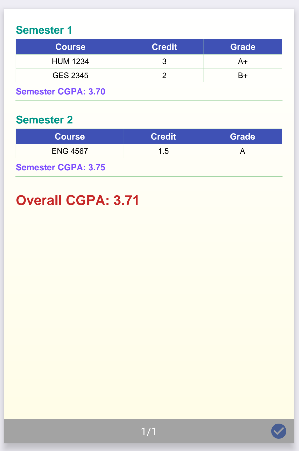 Semester 1
Course Credit Grade
HUM 1234 3 A+
GES 2345 2 B+
Semester CGPA: 3.70
Semester 2
Course Credit Grade
ENG 4567 1.5 A
Semester CGPA: 3.75
Overall CGPA: 3.71
1/1